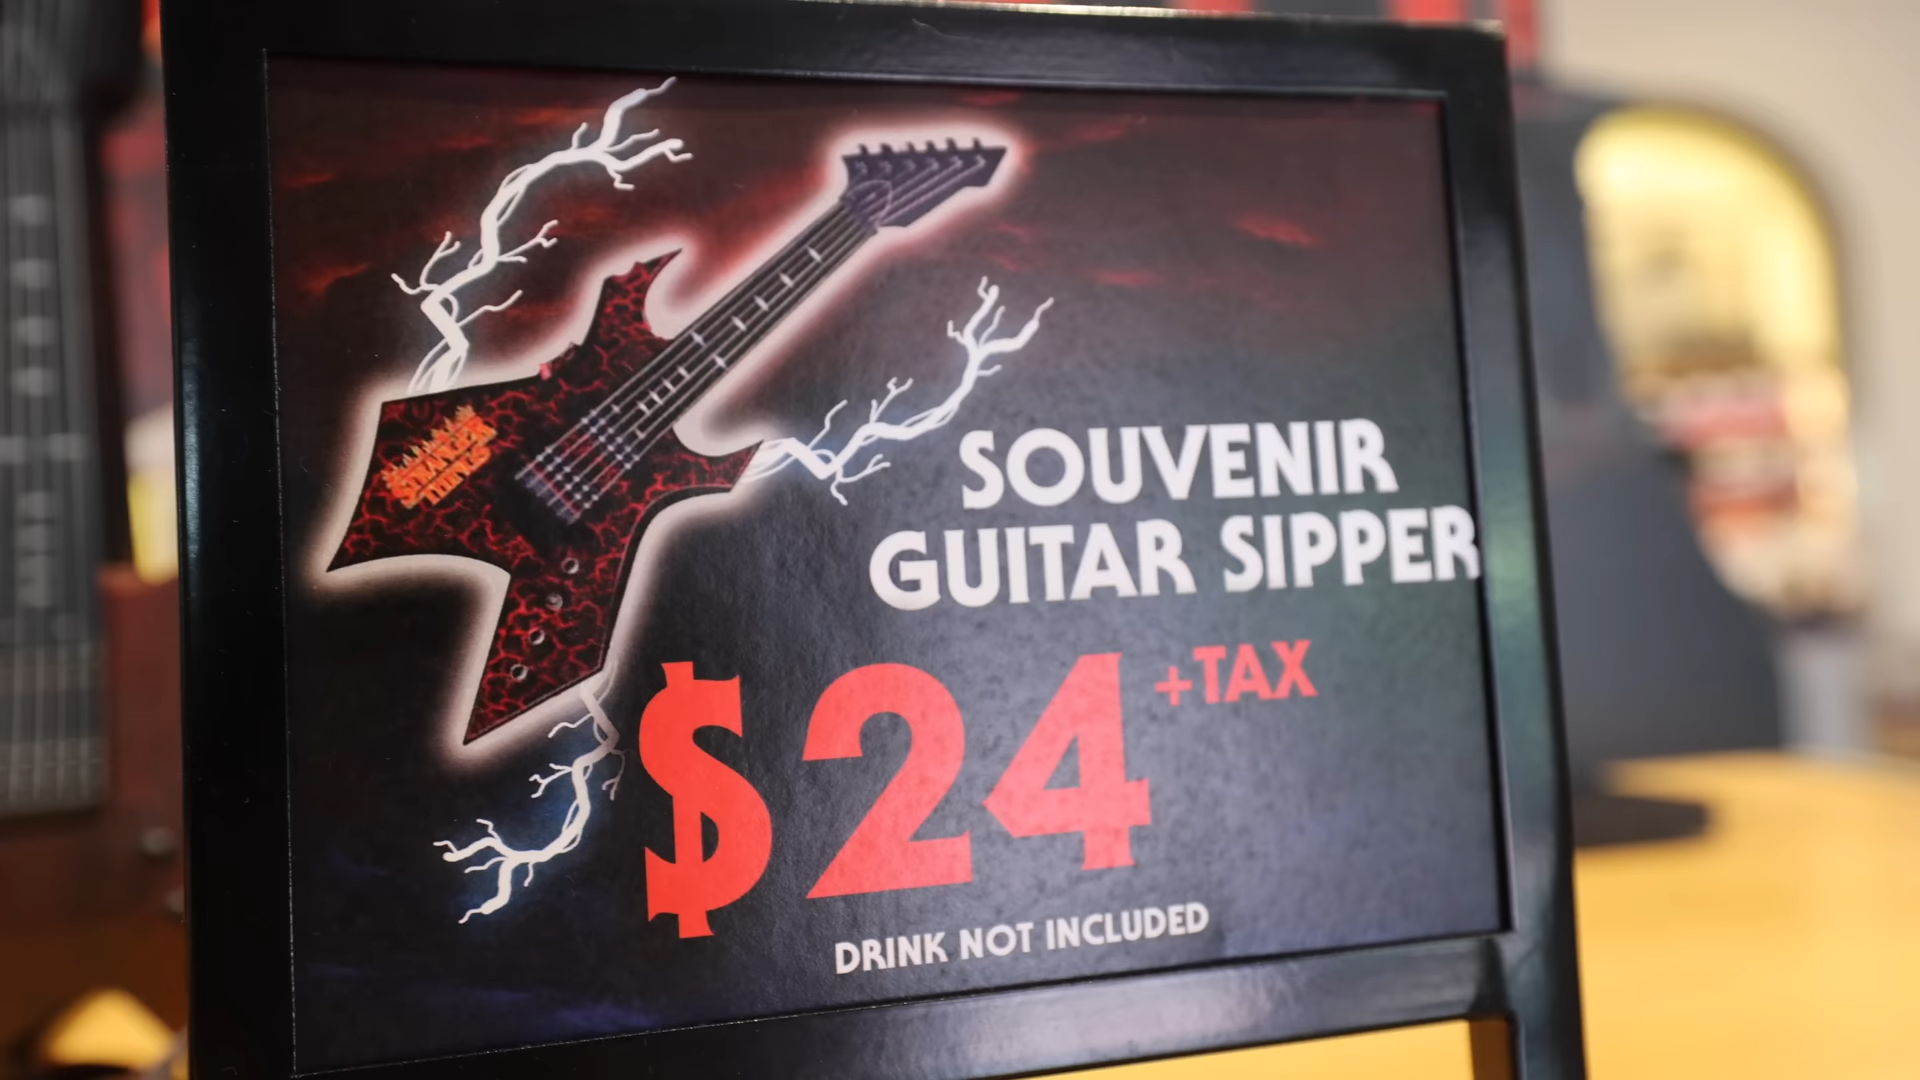 STRANGER
THINGS
SOUVENIR
GUITAR SIPPER
$24 +TAX
DRINK NOT INCLUDED